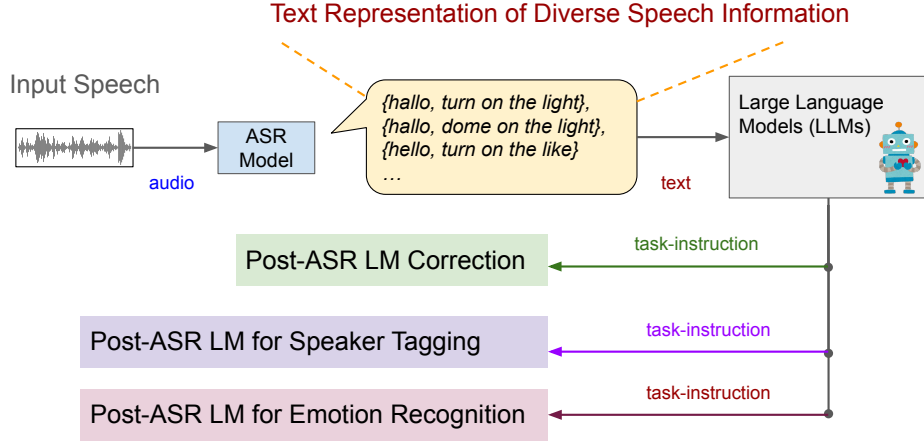 Text Representation of Diverse Speech Information
Input Speech
ASR
Model
audio
{hallo, turn on the light},
{hallo, dome on the light},
{hello, turn on the like}
…
text
Large Language
Models (LLMs)
Post-ASR LM Correction
task-instruction
Post-ASR LM for Speaker Tagging
task-instruction
Post-ASR LM for Emotion Recognition
task-instruction